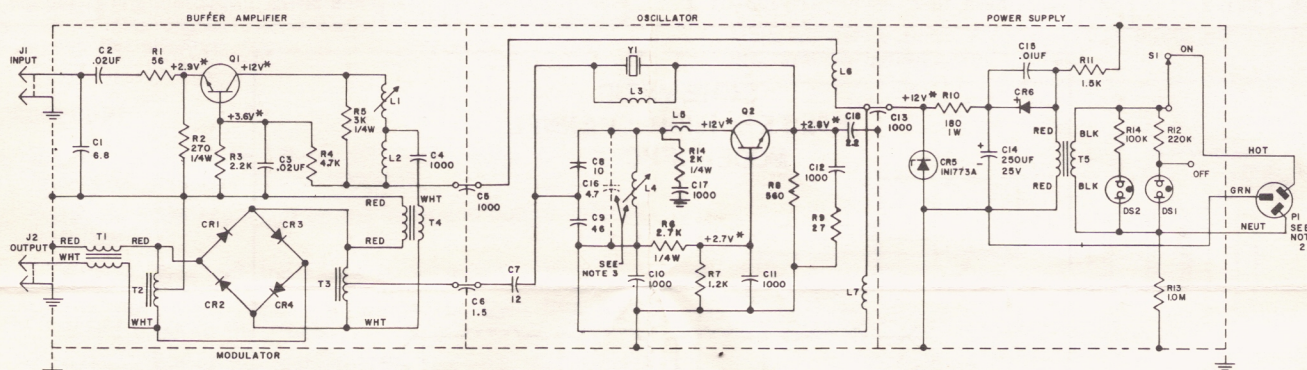 BUFFER AMPLIFIER
OSCILLATOR
POWER SUPPLY
J1
INPUT
C2
.02UF
R1
56
+2.9V*
Q1
+12V*
L1
R5
3K
1/4W
C1
6.8
R2
270
1/4W
+3.6V*
R3
2.2K
C3
.02UF
R4
4.7K
L2
C4
1000
RED
WHT
T4
C5
1000
J2
OUTPUT
RED
T1
RED
WHT
T2
WHT
CR1
CR3
CR2
CR4
RED
T3
WHT
C6
1.5
C7
12
MODULATOR
Y1
L3
L6
C8
10
C16
4.7
C9
46
L4
L5
+12V*
Q2
+2.8V*
C18
2.2
C13
1000
R14
2K
1/4W
C17
1000
R8
560
C12
1000
R9
27
R6
2.7K
1/4W
+2.7V*
SEE
NOTE 3
C10
1000
R7
1.2K
C11
1000
L7
+12V*
R10
180
1W
C15
.01UF
R11
1.5K
CR6
CR5
IN1773A
C14
250UF
25V
RED
RED
BLK
T5
BLK
S1
ON
R14
100K
R12
220K
OFF
DS2
DS1
HOT
GRN
NEUT
P1
SEE
NOTE
2
R13
1.0M